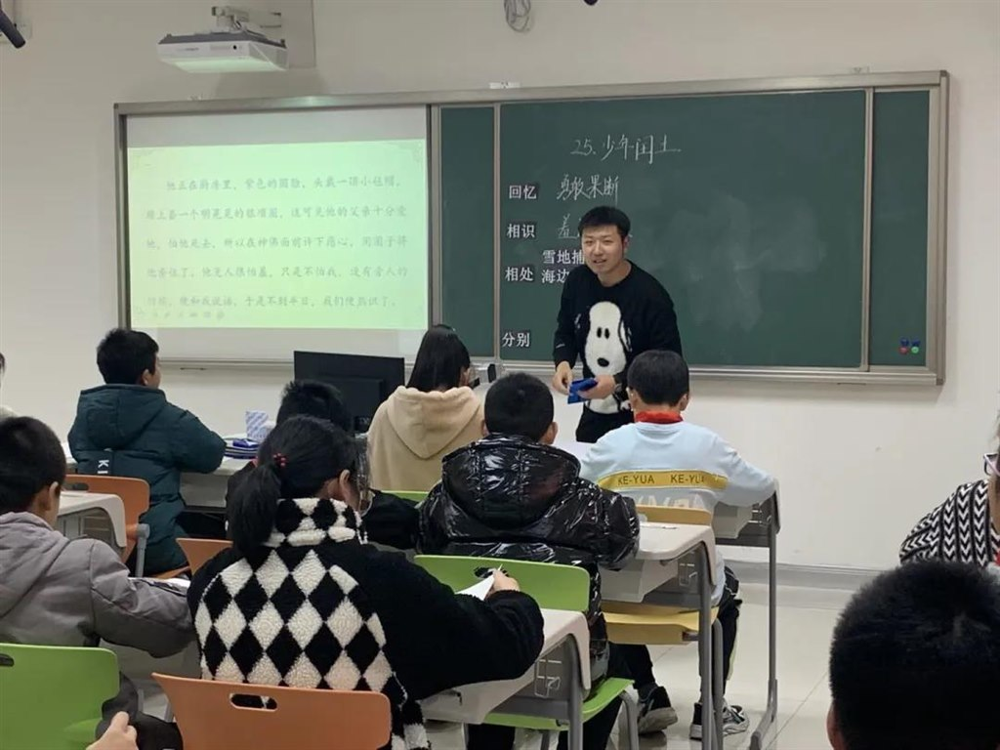 他正在厨房里，紫色的圆脸，头戴一顶小毡帽，
颈上套一个明晃晃的银项圈，这可见他的父亲十分爱
他，怕他死去，所以在神佛面前许下愿心，用圈子将
他套住了。他见人很怕羞，只是不怕我，没有旁人的
时候，便和我说话，于是不到半日，我们便熟识了。
25.少年闰土
回忆 勇敢果断
相识 羞
相处 雪地捕
海边
分别
KE-YUA KE-YUA